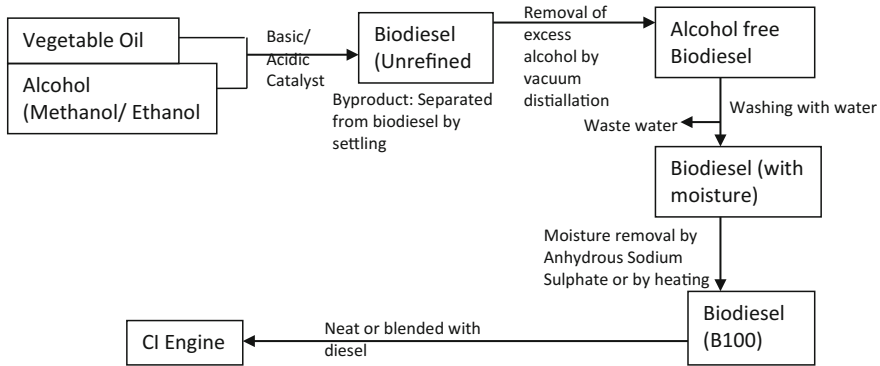 Vegetable Oil
Alcohol
(Methanol/ Ethanol
Basic/
Acidic
Catalyst
Biodiesel
(Unrefined
Byproduct: Separated
from biodiesel by
settling
Removal of
excess
alcohol by
vacuum
distiallation
Alcohol free
Biodiesel
Washing with water
Waste water
Biodiesel (with
moisture)
Moisture removal by
Anhydrous Sodium
Sulphate or by heating
Biodiesel
(B100)
Neat or blended with
diesel
CI Engine